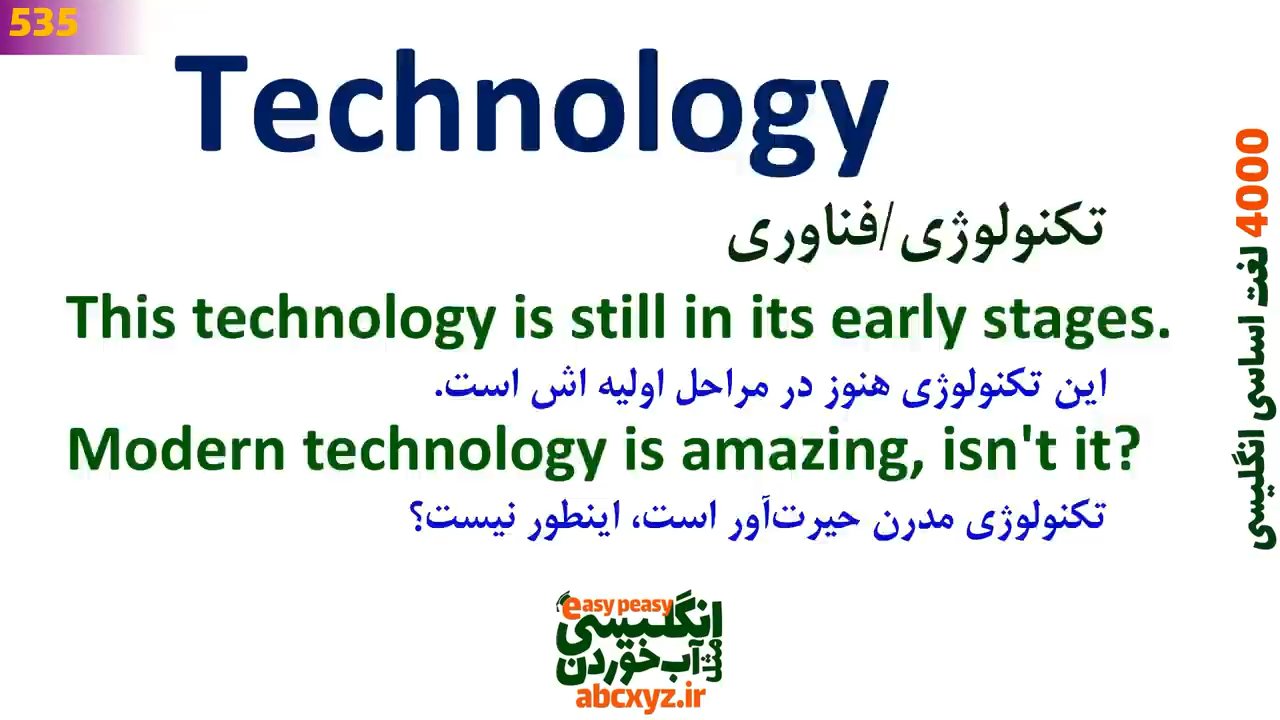 535
Technology
تکنولوژی/فناوری
This technology is still in its early stages.
این تکنولوژی هنوز در مراحل اولیه اش است.
Modern technology is amazing, isn't it?
تکنولوژی مدرن حیرت‌آور است، اینطور نیست؟
4000 لغت اساسی انگلیسی
easy peasy
انگلیسی
مثل آب خوردن
abcxyz.ir